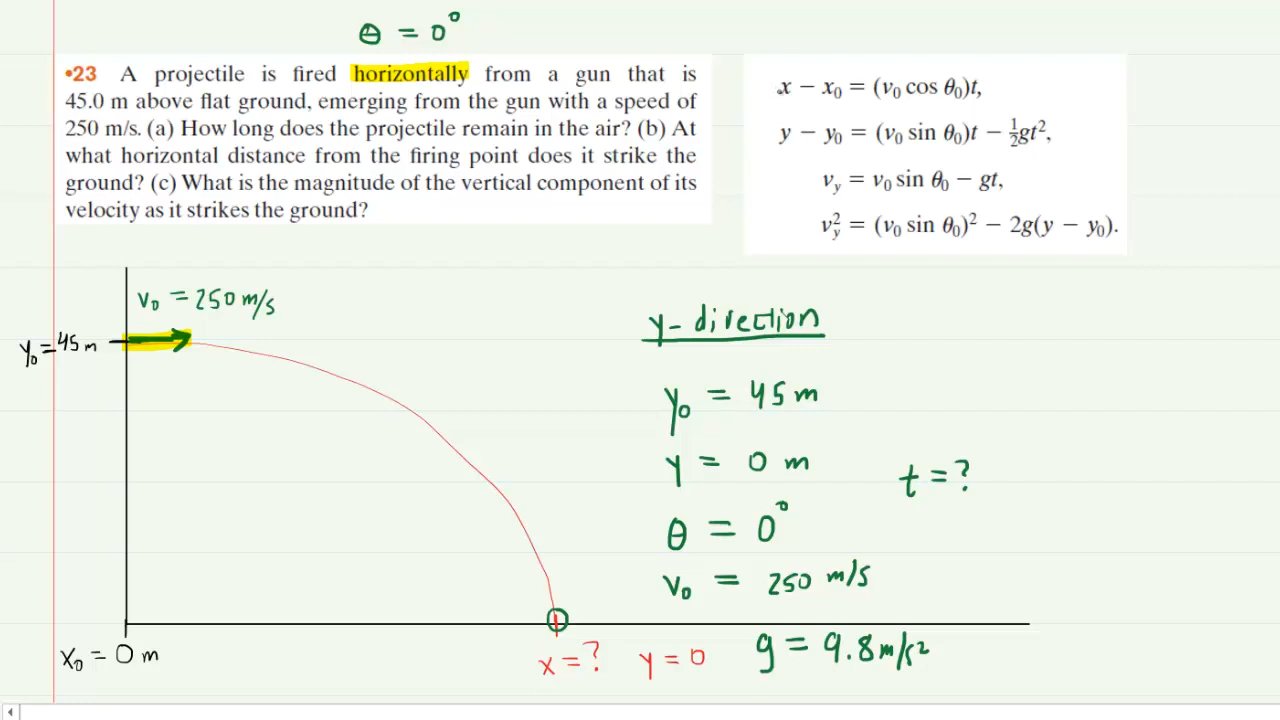 θ = 0°
•23 A projectile is fired horizontally from a gun that is
45.0 m above flat ground, emerging from the gun with a speed of
250 m/s. (a) How long does the projectile remain in the air? (b) At
what horizontal distance from the firing point does it strike the
ground? (c) What is the magnitude of the vertical component of its
velocity as it strikes the ground?
x − x₀ = (v₀ cos θ₀)t,
y − y₀ = (v₀ sin θ₀)t − ½gt²,
vᵧ = v₀ sin θ₀ − gt,
vᵧ² = (v₀ sin θ₀)² − 2g(y − y₀).
v₀ = 250 m/s
y₀ = 45 m
x₀ = 0 m
x = ?
y = 0
y-direction
y₀ = 45 m
y = 0 m
t = ?
θ = 0°
v₀ = 250 m/s
g = 9.8 m/s²